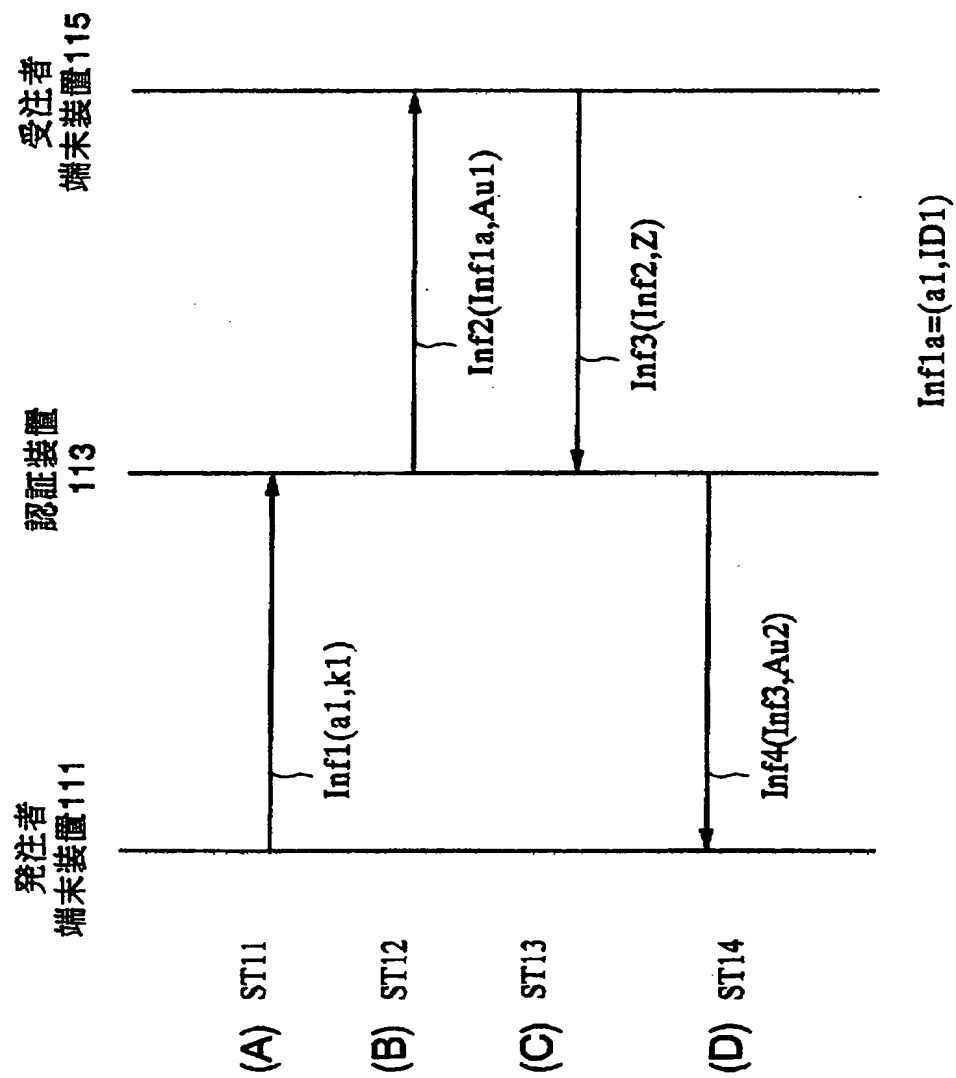 発注者
端末装置111
認証装置
113
受注者
端末装置115
(A) ST11
Inf1(a1,k1)
(B) ST12
Inf2(Inf1a,Au1)
(C) ST13
Inf3(Inf2,Z)
(D) ST14
Inf4(Inf3,Au2)
Inf1a=(a1,ID1)